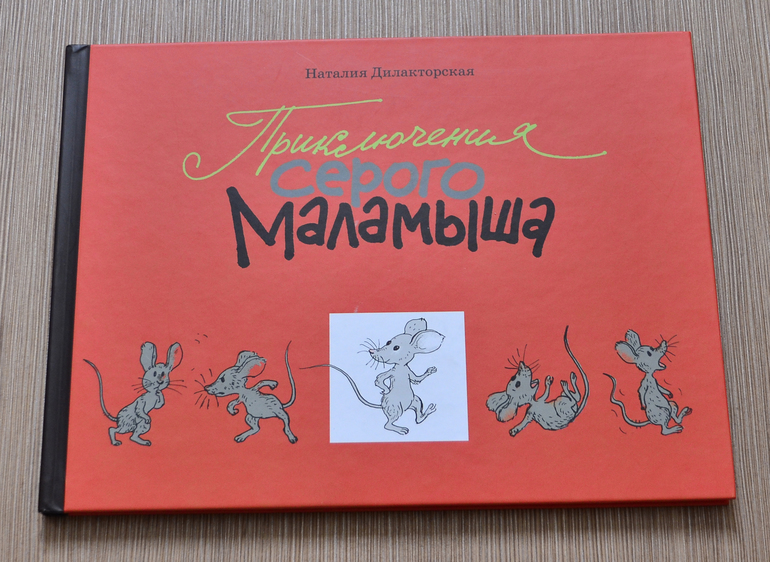 Наталия Дилакторская
Приключения
серого
Маламыша